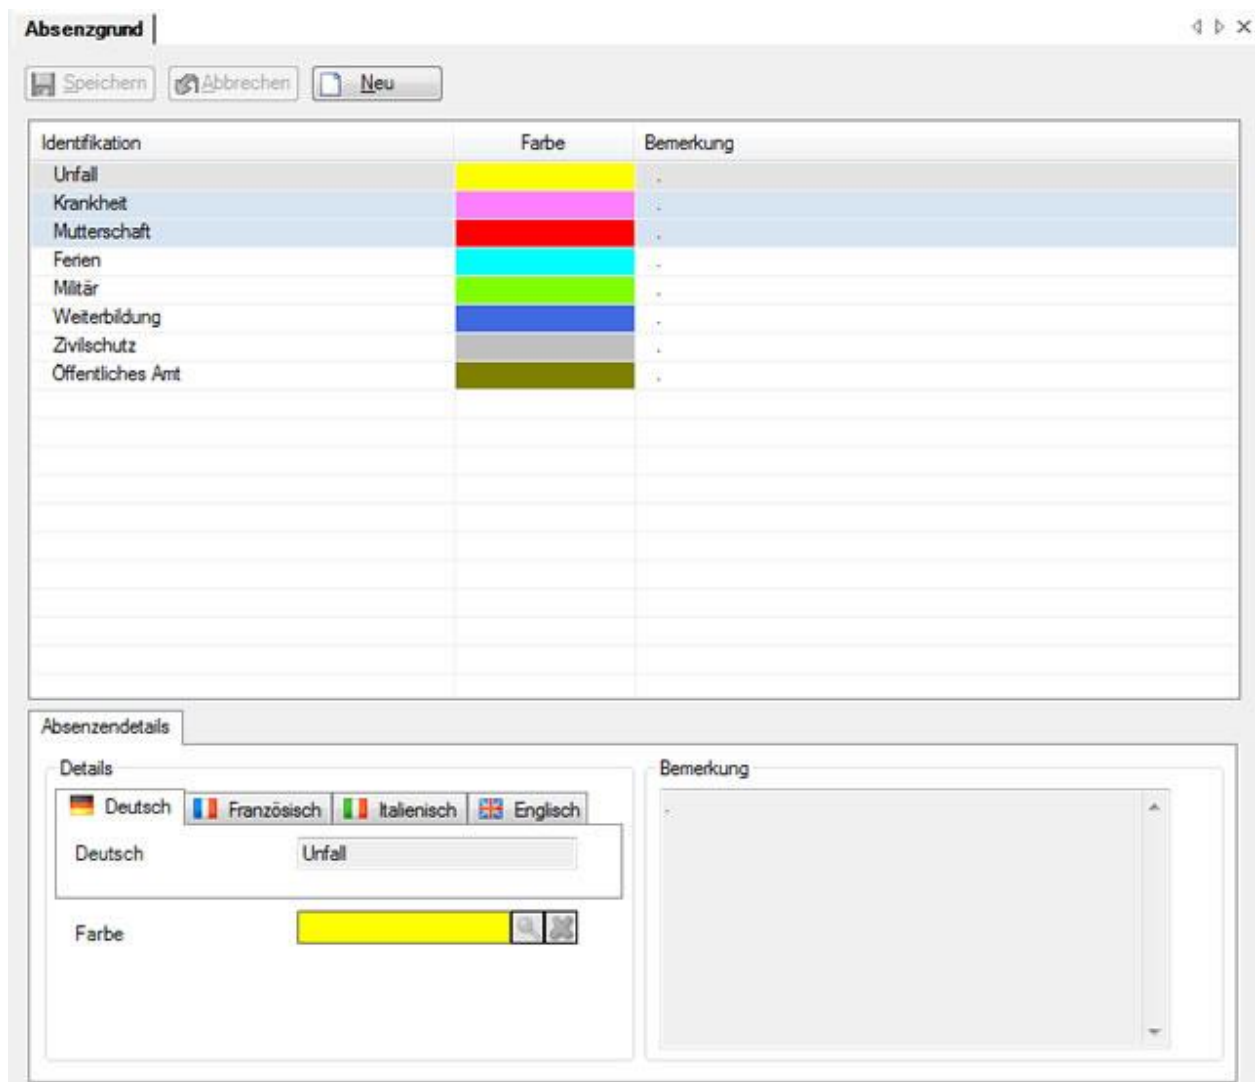 Absenzgrund
Speichern Abbrechen Neu
Identifikation Farbe Bemerkung
Unfall .
Krankheit .
Mutterschaft .
Ferien .
Militär .
Weiterbildung .
Zivilschutz .
Öffentliches Amt .
Absenzendetails
Details Bemerkung
Deutsch Französisch Italienisch Englisch .
Deutsch Unfall
Farbe